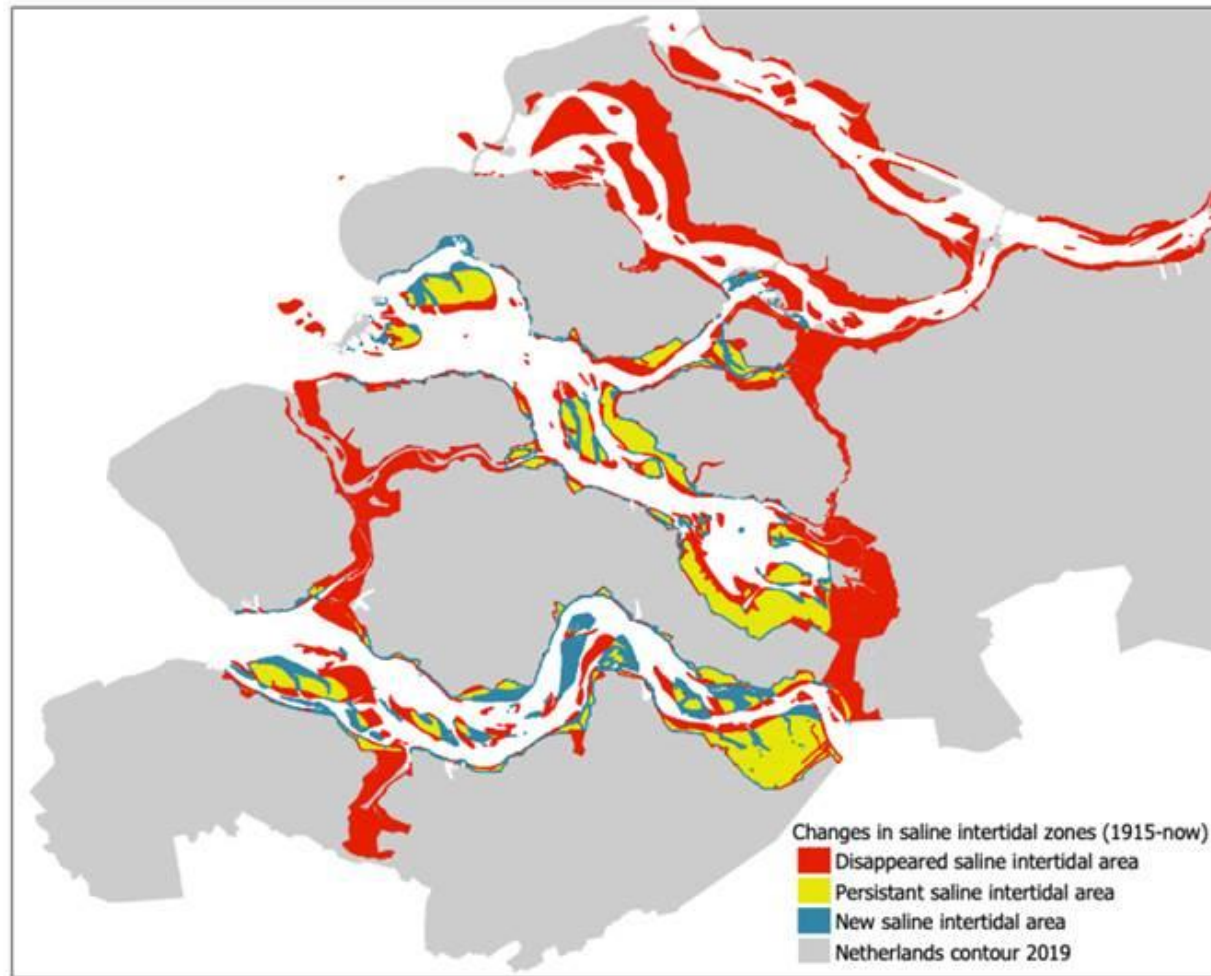 Changes in saline intertidal zones (1915-now)
Disappeared saline intertidal area
Persistant saline intertidal area
New saline intertidal area
Netherlands contour 2019